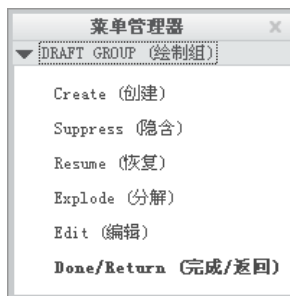 菜单管理器
DRAFT GROUP (绘制组)
Create (创建)
Suppress (隐含)
Resume (恢复)
Explode (分解)
Edit (编辑)
Done/Return (完成/返回)